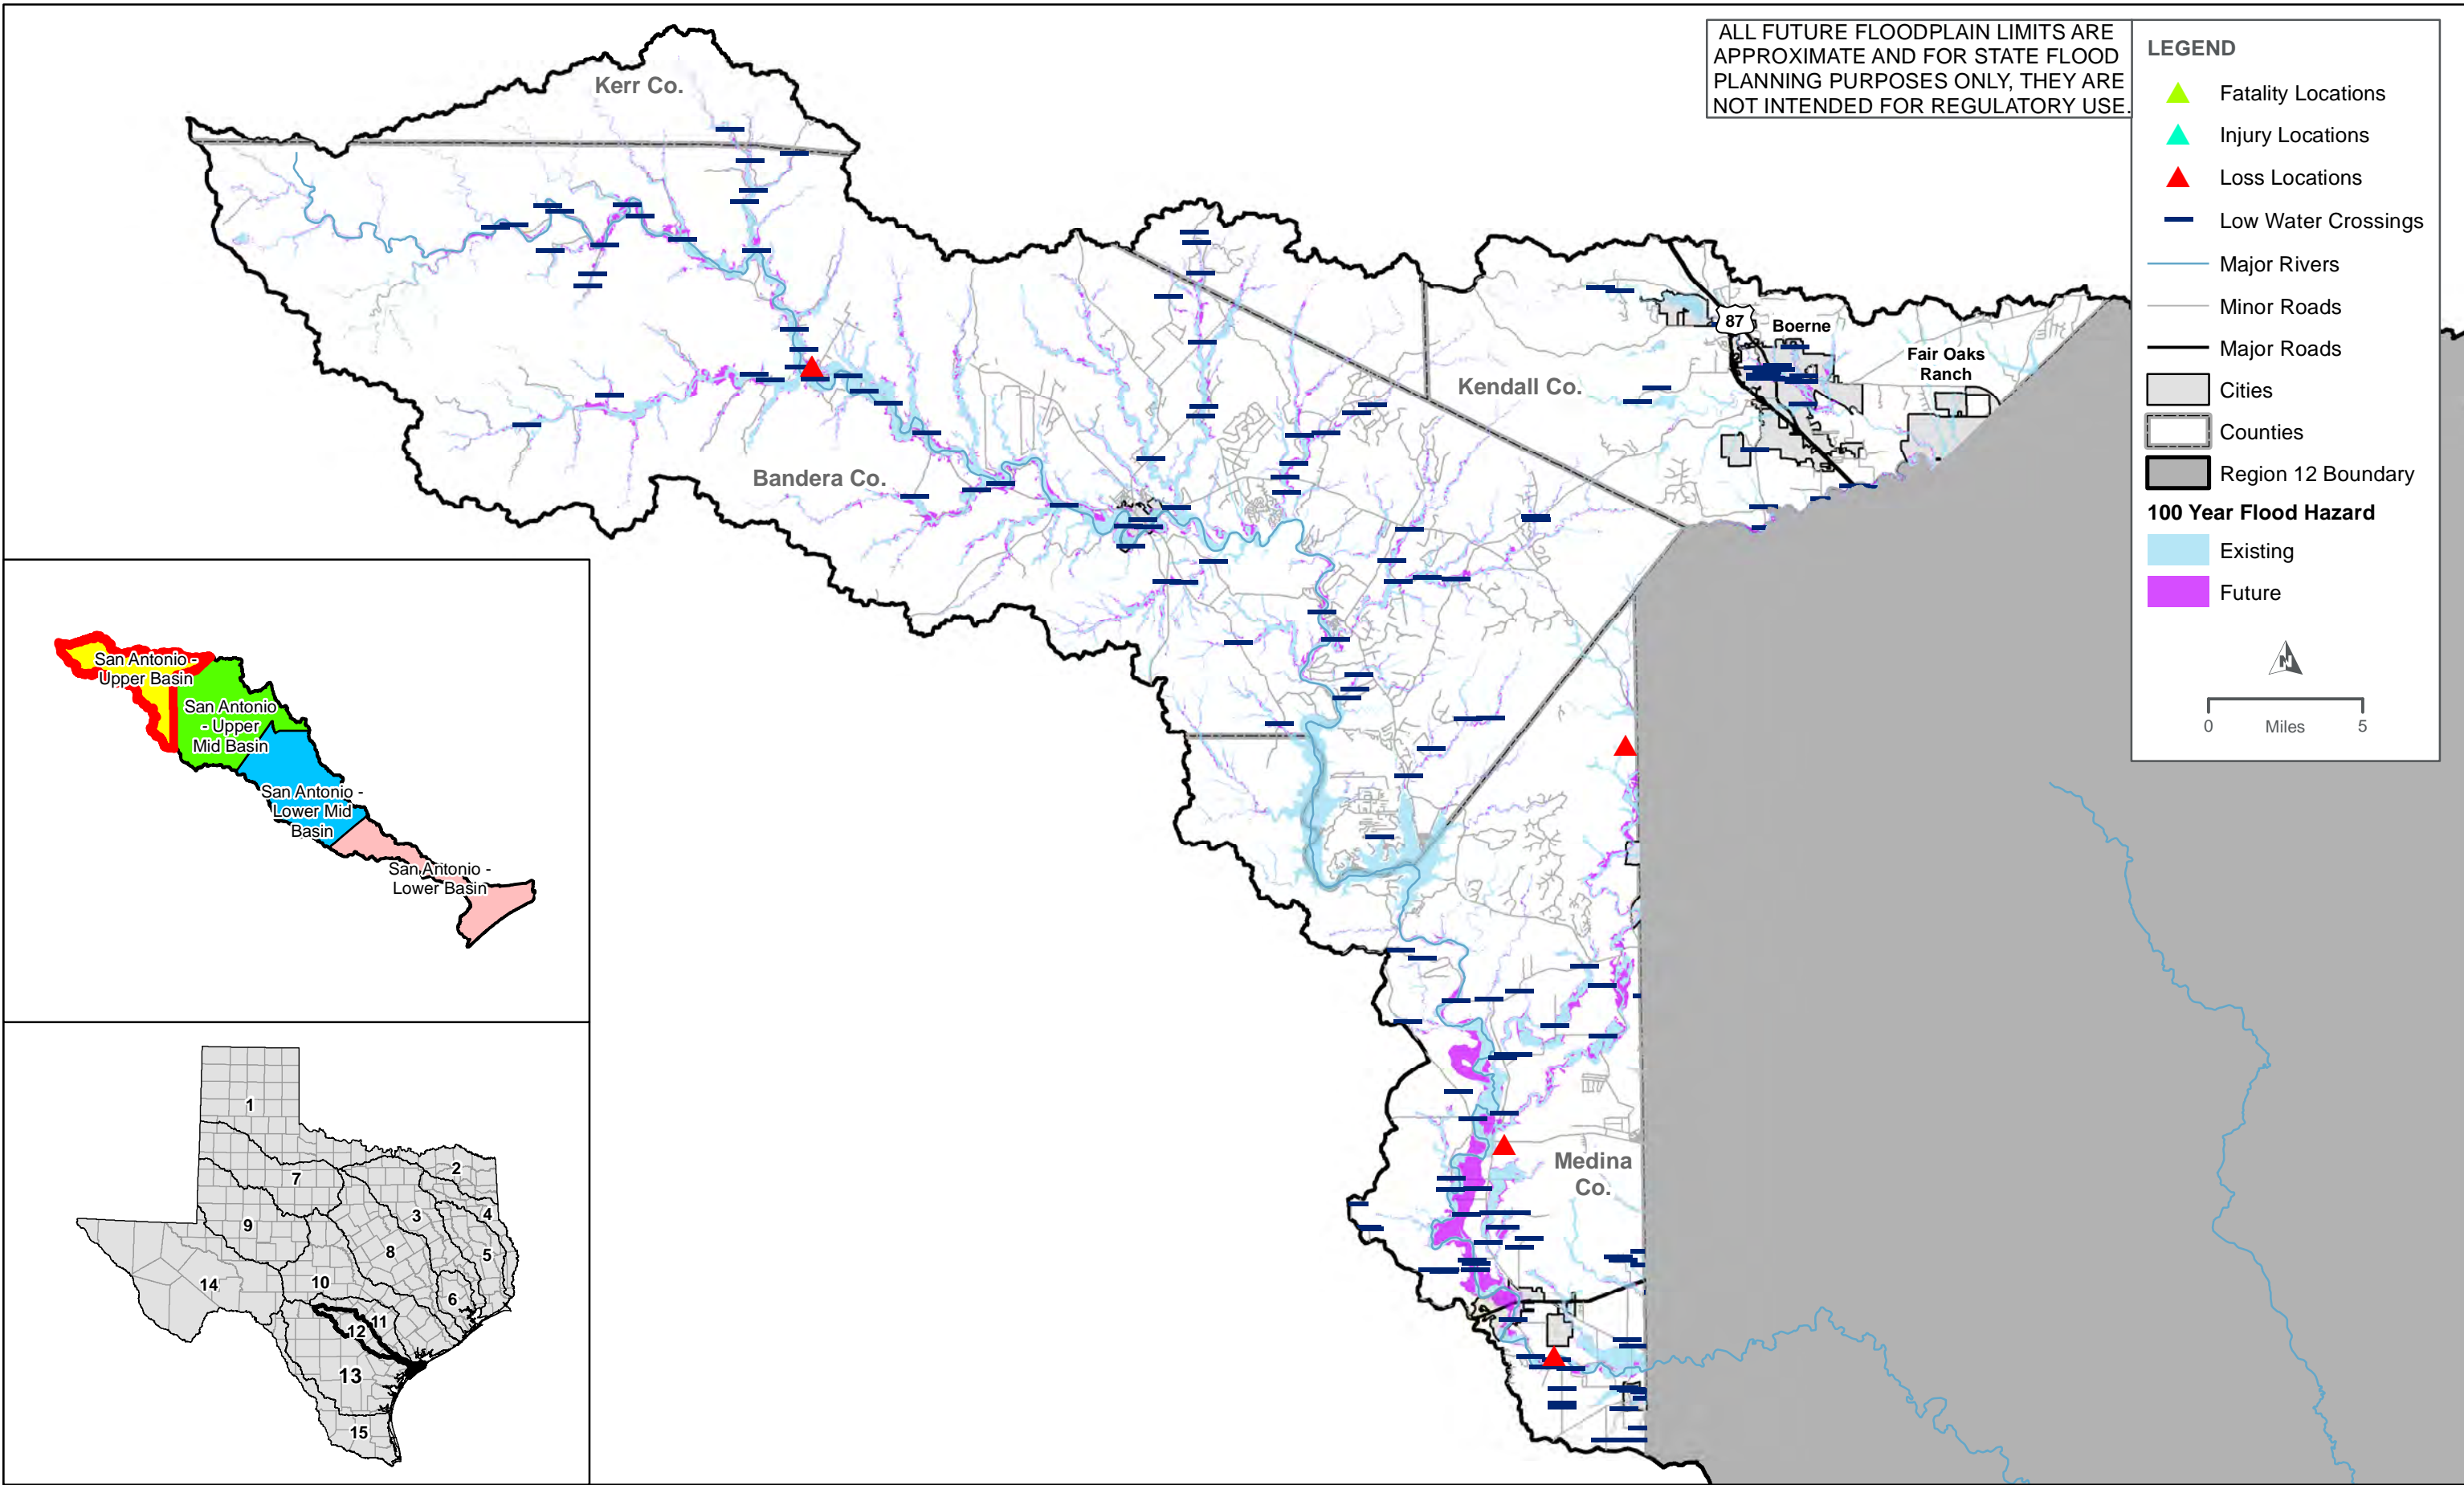 ALL FUTURE FLOODPLAIN LIMITS ARE
APPROXIMATE AND FOR STATE FLOOD
PLANNING PURPOSES ONLY, THEY ARE
NOT INTENDED FOR REGULATORY USE.
LEGEND
Fatality Locations
Injury Locations
Loss Locations
Low Water Crossings
Major Rivers
Minor Roads
Major Roads
Cities
Counties
Region 12 Boundary
100 Year Flood Hazard
Existing
Future
N
0 Miles 5
Kerr Co.
87
Boerne
Fair Oaks
Ranch
Kendall Co.
Bandera Co.
Medina
Co.
San Antonio -
Upper Basin
San Antonio
- Upper
Mid Basin
San Antonio -
Lower Mid
Basin
San Antonio -
Lower Basin
1
2
7
3
4
9
8
5
14
10
6
11
12
13
15